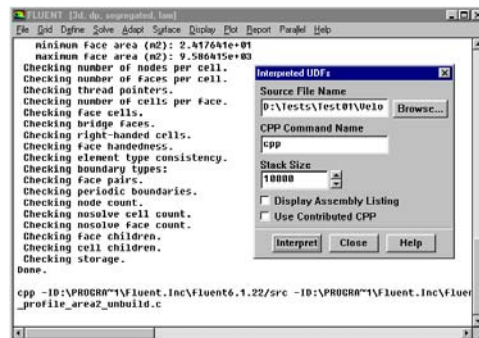 FLUENT [3d, dp, segregated, lam]
File Grid Define Solve Adapt Surface Display Plot Report Parallel Help
minimum face area (m2): 2.417641e+01
maximum face area (m2): 9.586415e+03
Checking number of nodes per cell.
Checking number of faces per cell.
Checking thread pointers.
Checking number of cells per face.
Checking face cells.
Checking bridge faces.
Checking right-handed cells.
Checking face handedness.
Checking element type consistency.
Checking boundary types:
Checking face pairs.
Checking periodic boundaries.
Checking node count.
Checking nosolve cell count.
Checking nosolve face count.
Checking face children.
Checking cell children.
Checking storage.
Done.
cpp -ID:\PROGRA~1\Fluent.Inc\fluent6.1.22/src -ID:\PROGRA~1\Fluent.Inc\fluen
_profile_area2_unbuild.c
Interpreted UDFs
Source File Name
D:\Tests\Test01\Velo
Browse...
CPP Command Name
cpp
Stack Size
10000
Display Assembly Listing
Use Contributed CPP
Interpret Close Help